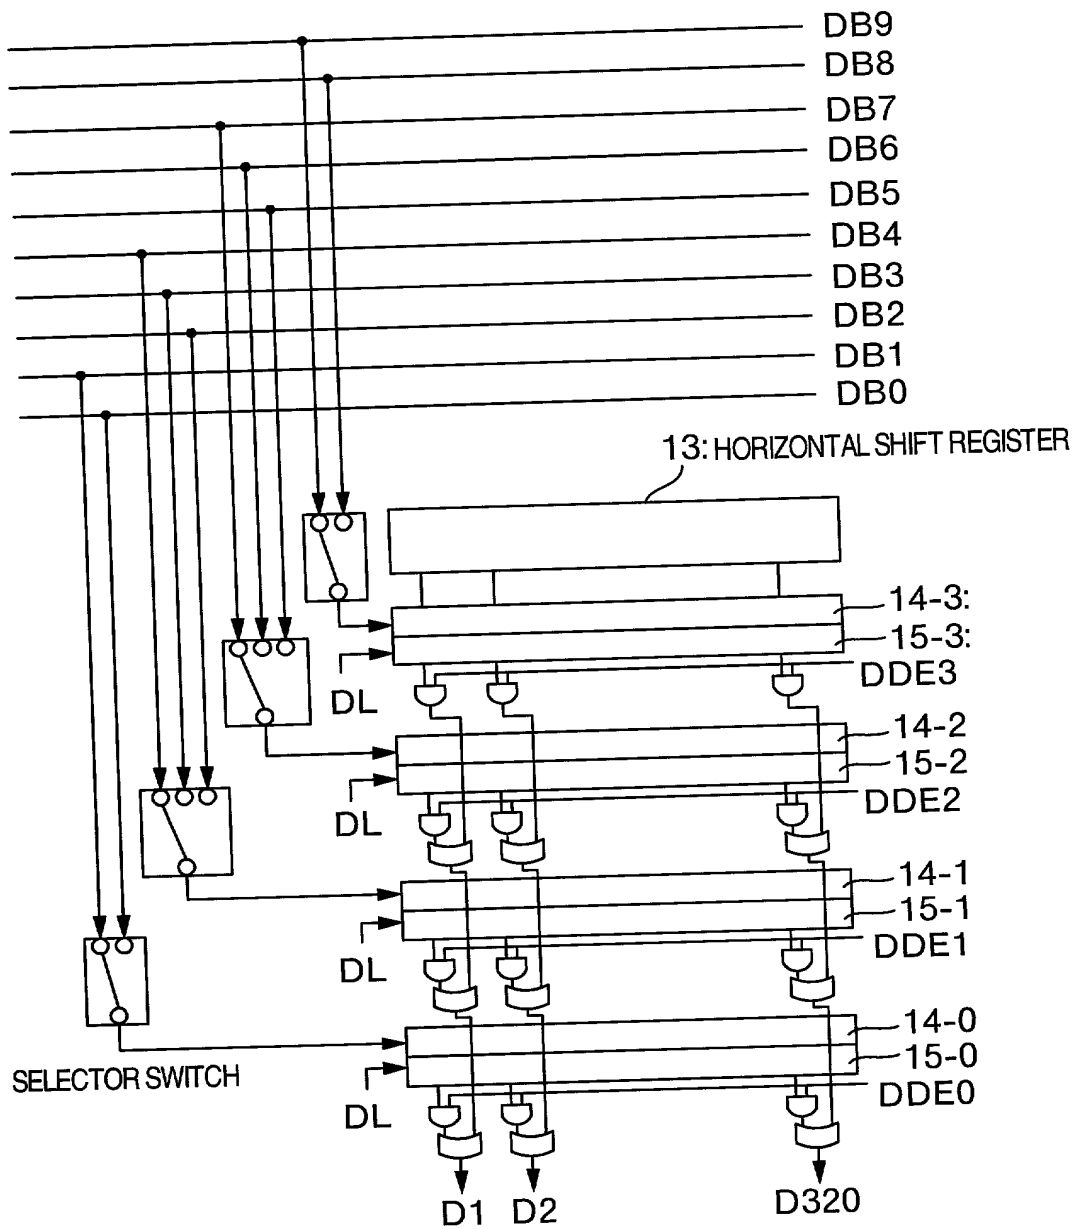 DB9
DB8
DB7
DB6
DB5
DB4
DB3
DB2
DB1
DB0
13: HORIZONTAL SHIFT REGISTER
14-3:
15-3:
DDE3
DL
14-2
15-2
DDE2
DL
14-1
15-1
DDE1
DL
14-0
15-0
SELECTOR SWITCH
DDE0
DL
D1
D2
D320